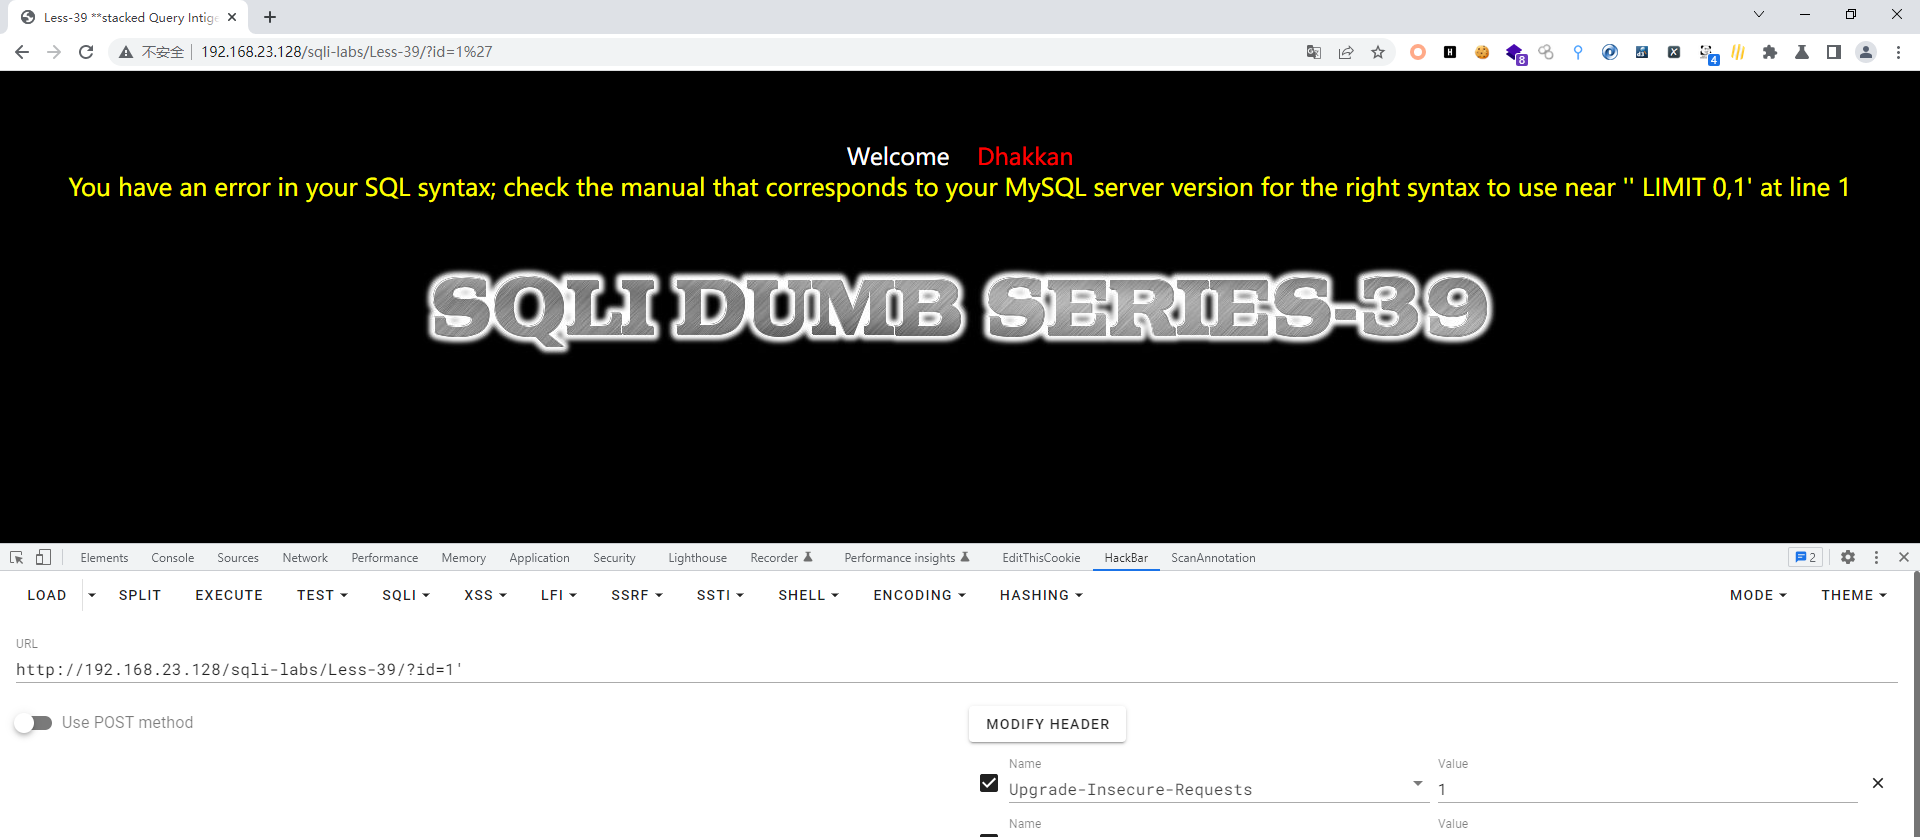 Less-39 **stacked Query Intige
不安全 192.168.23.128/sqli-labs/Less-39/?id=1%27
8
4
Welcome Dhakkan
You have an error in your SQL syntax; check the manual that corresponds to your MySQL server version for the right syntax to use near '' LIMIT 0,1' at line 1
SQLI DUMB SERIES-39
Elements Console Sources Network Performance Memory Application Security Lighthouse Recorder Performance insights EditThisCookie HackBar ScanAnnotation 2
LOAD SPLIT EXECUTE TEST SQLI XSS LFI SSRF SSTI SHELL ENCODING HASHING MODE THEME
URL
http://192.168.23.128/sqli-labs/Less-39/?id=1'
Use POST method
MODIFY HEADER
Name Value
Upgrade-Insecure-Requests 1
Name Value